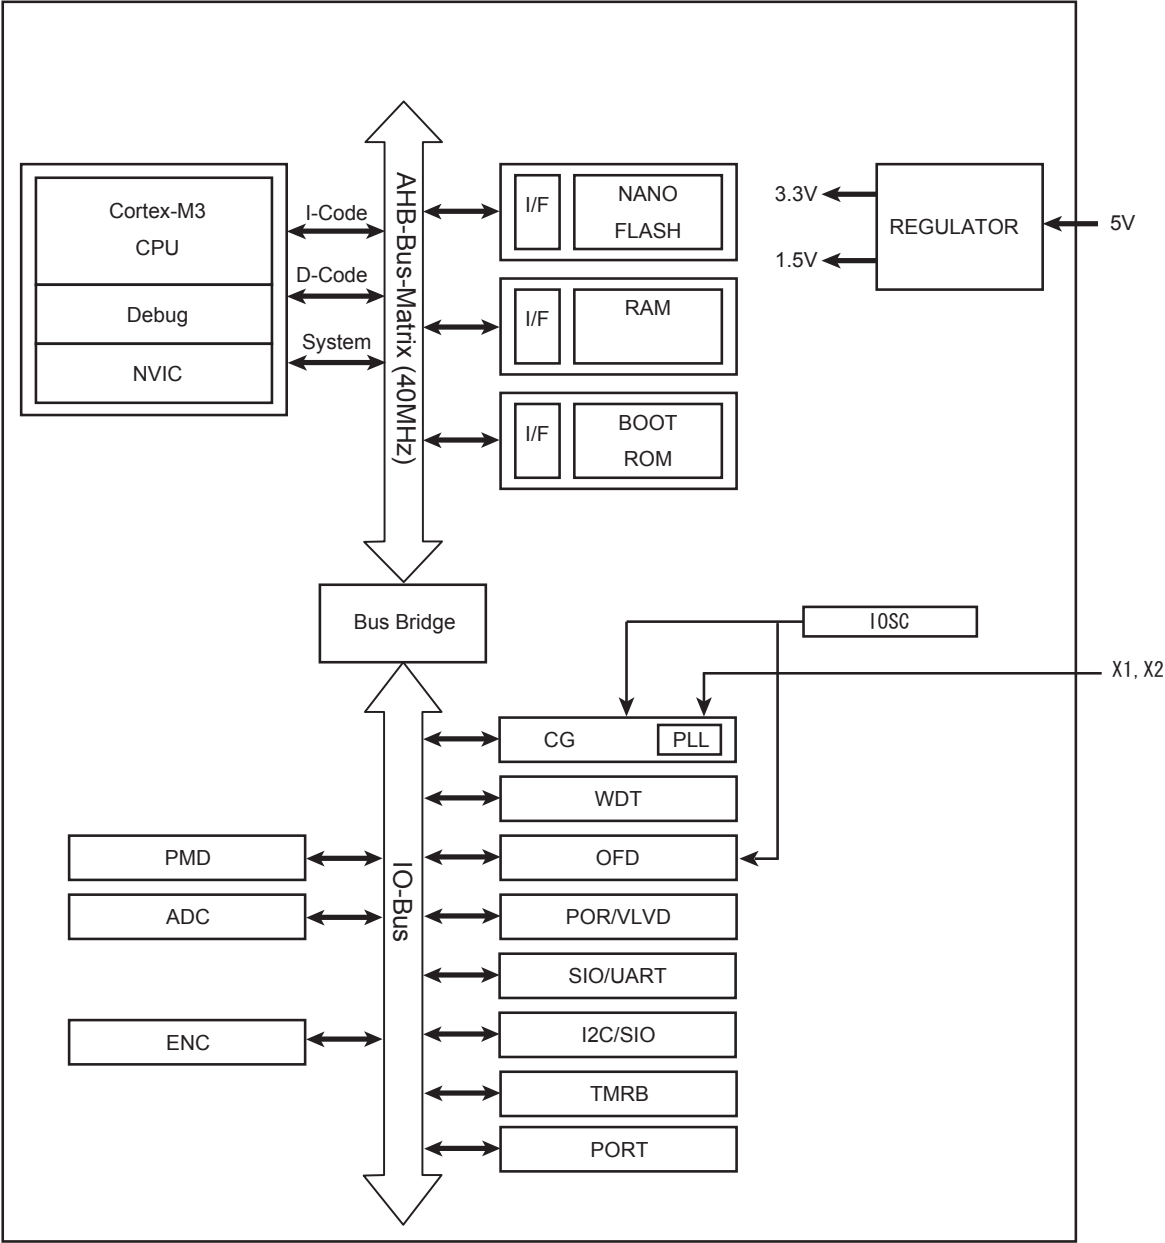 Cortex-M3
CPU
Debug
NVIC
I-Code
D-Code
System
AHB-Bus-Matrix (40MHz)
I/F
NANO
FLASH
I/F
RAM
I/F
BOOT
ROM
3.3V
1.5V
REGULATOR
5V
Bus Bridge
IOSC
X1, X2
CG
PLL
WDT
OFD
POR/VLVD
SIO/UART
I2C/SIO
TMRB
PORT
IO-Bus
PMD
ADC
ENC